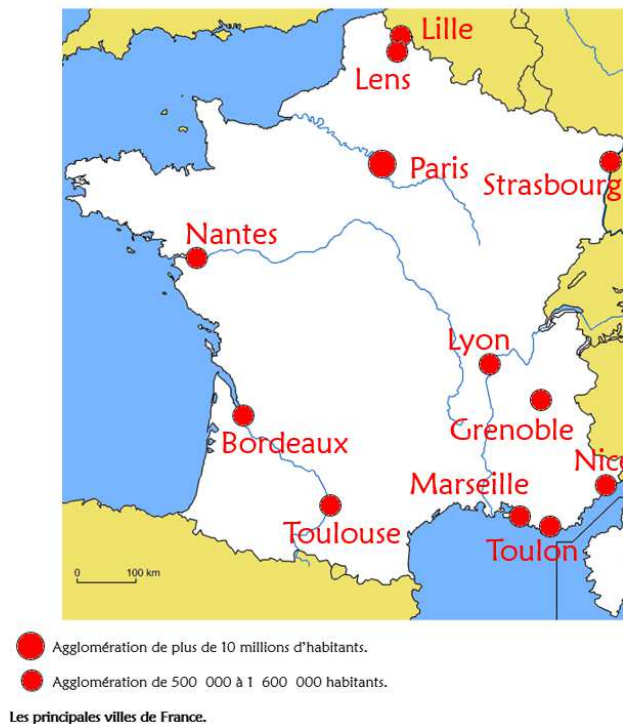 Lille
Lens
Paris
Strasbourg
Nantes
Lyon
Grenoble
Bordeaux
Nice
Marseille
Toulouse
Toulon
0 100 km
Agglomération de plus de 10 millions d'habitants.
Agglomération de 500 000 à 1 600 000 habitants.
Les principales villes de France.